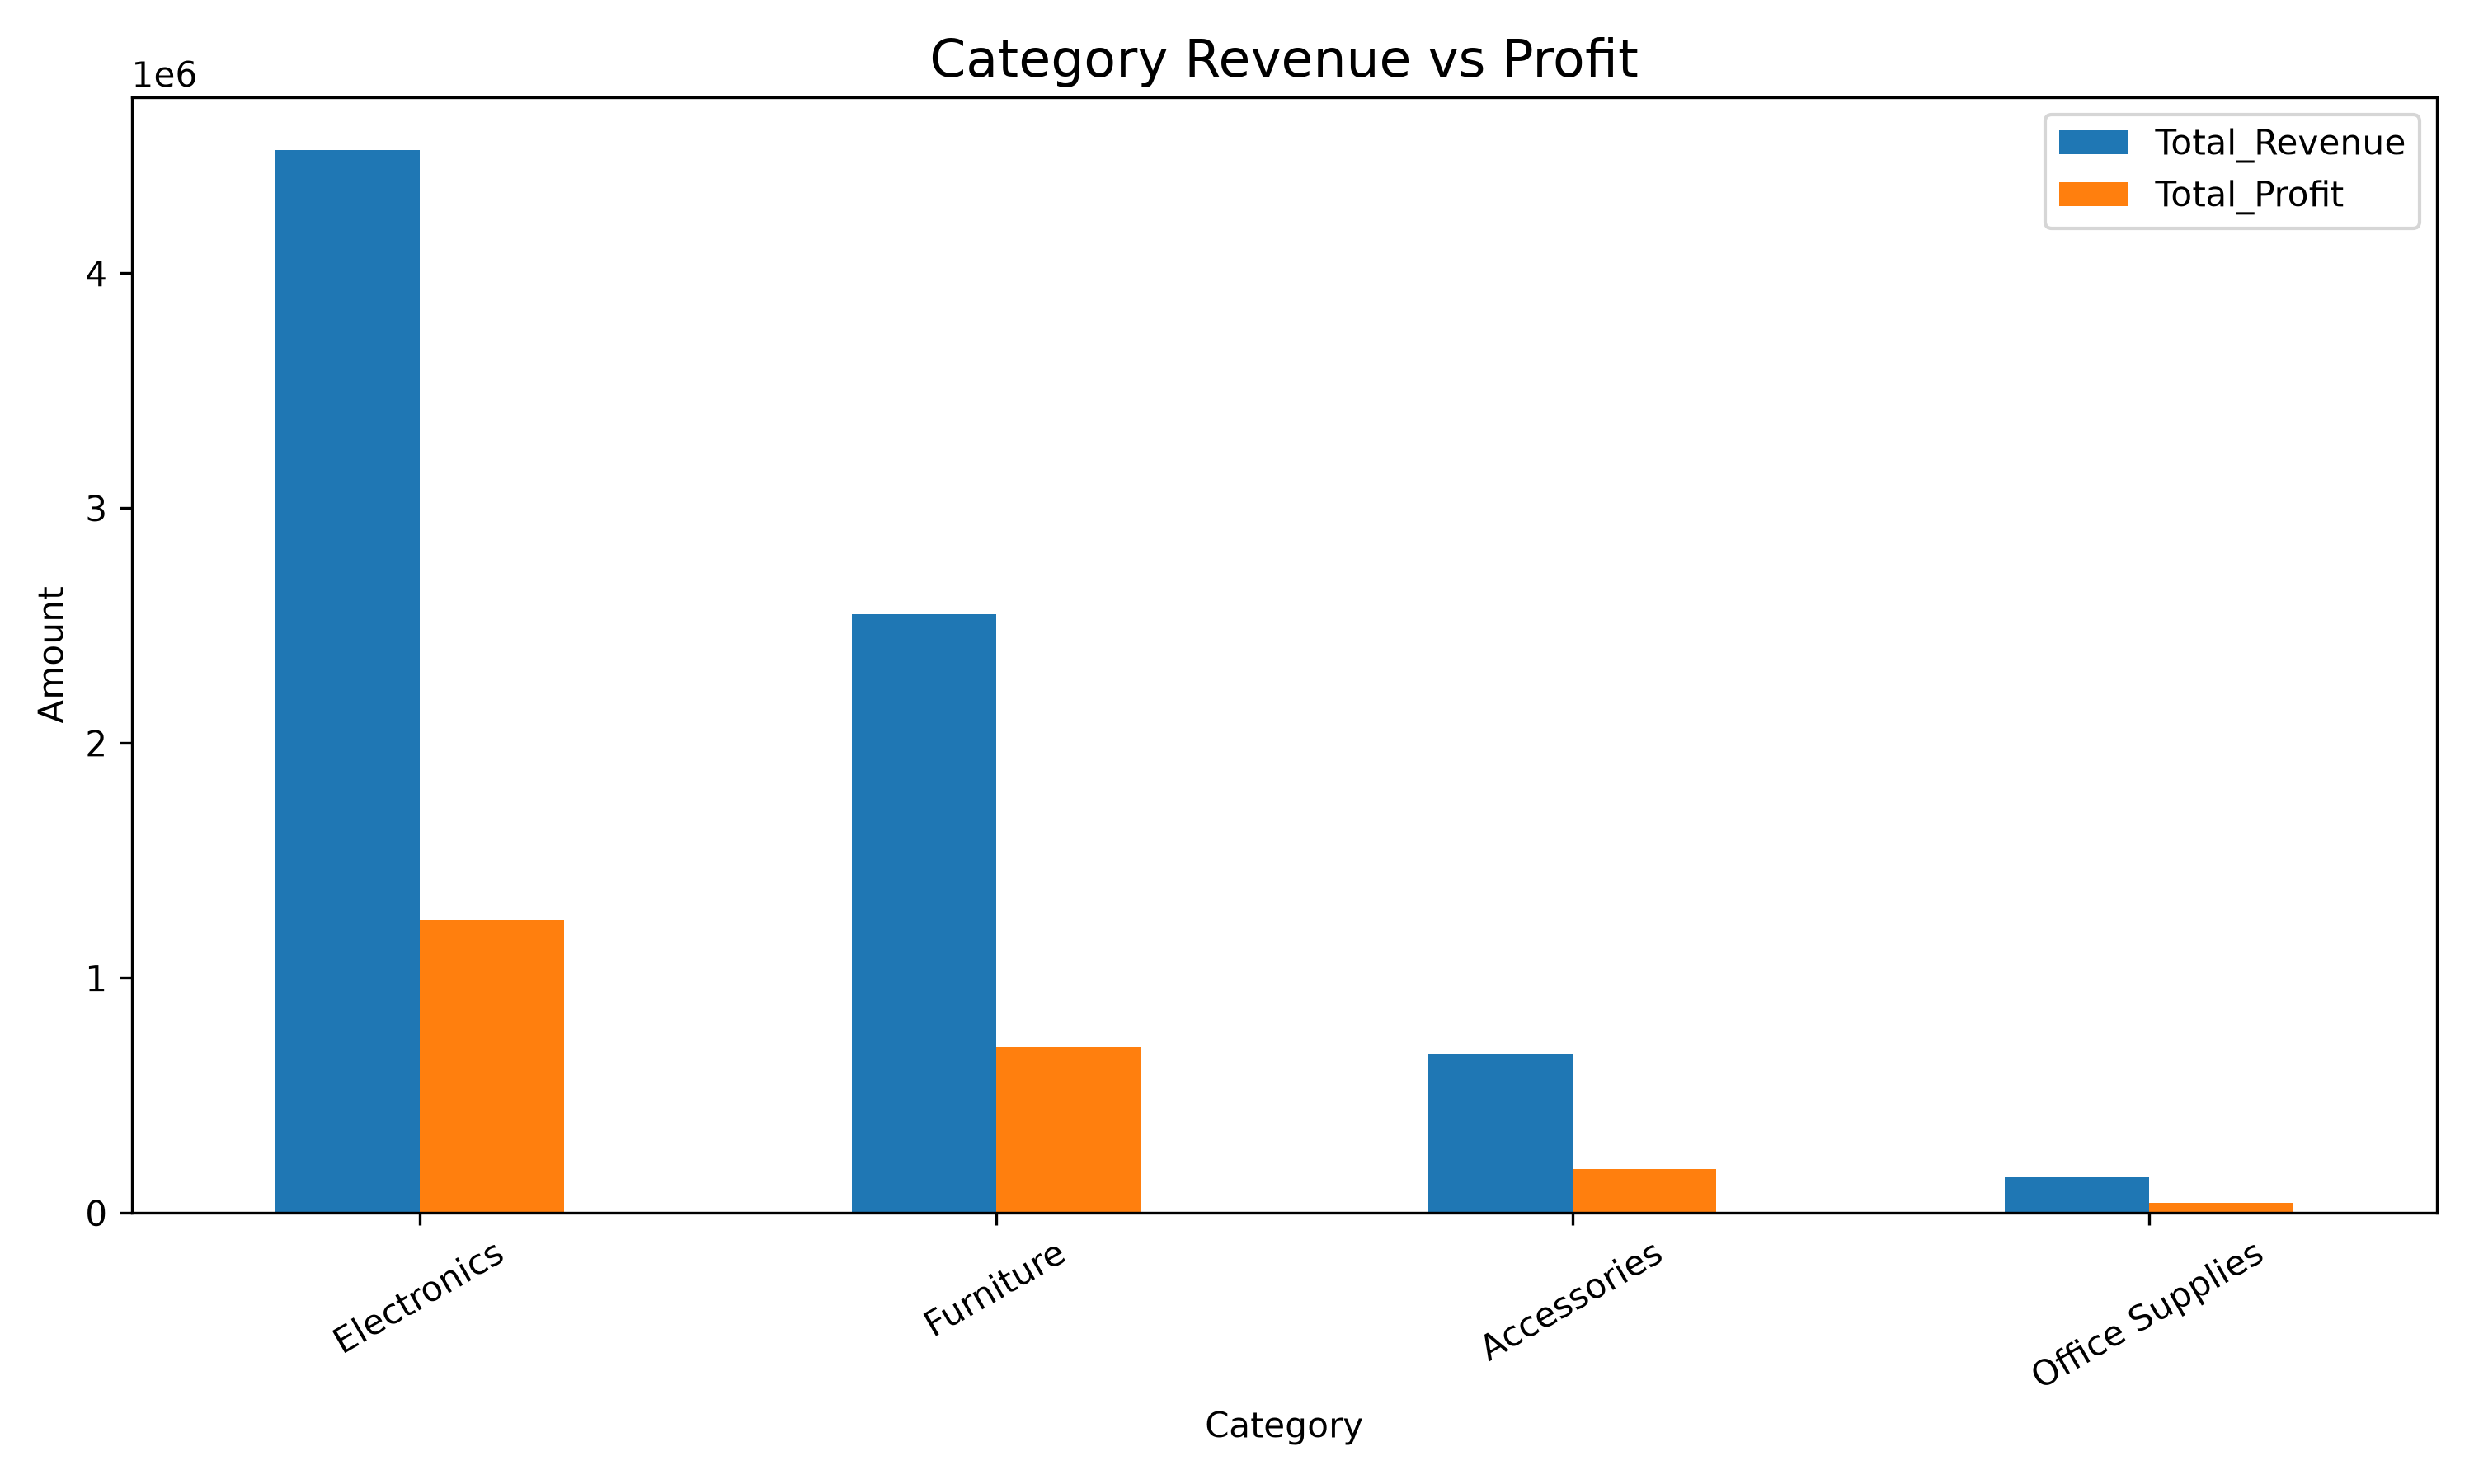 Category Revenue vs Profit
1e6
Total_Revenue
Total_Profit
4
3
2
1
0
Amount
Electronics
Furniture
Accessories
Office Supplies
Category